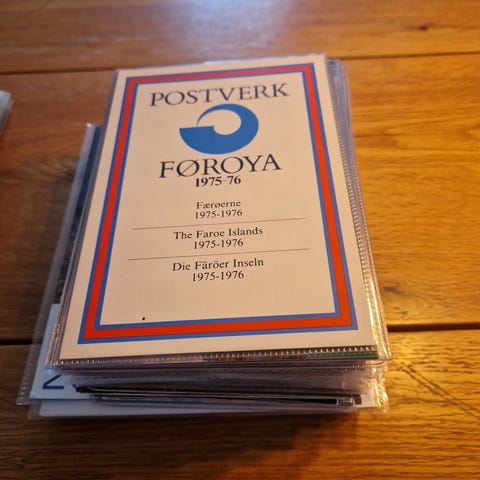 POSTVERK
FØROYA
1975-76
Færøerne
1975-1976
The Faroe Islands
1975-1976
Die Färöer Inseln
1975-1976